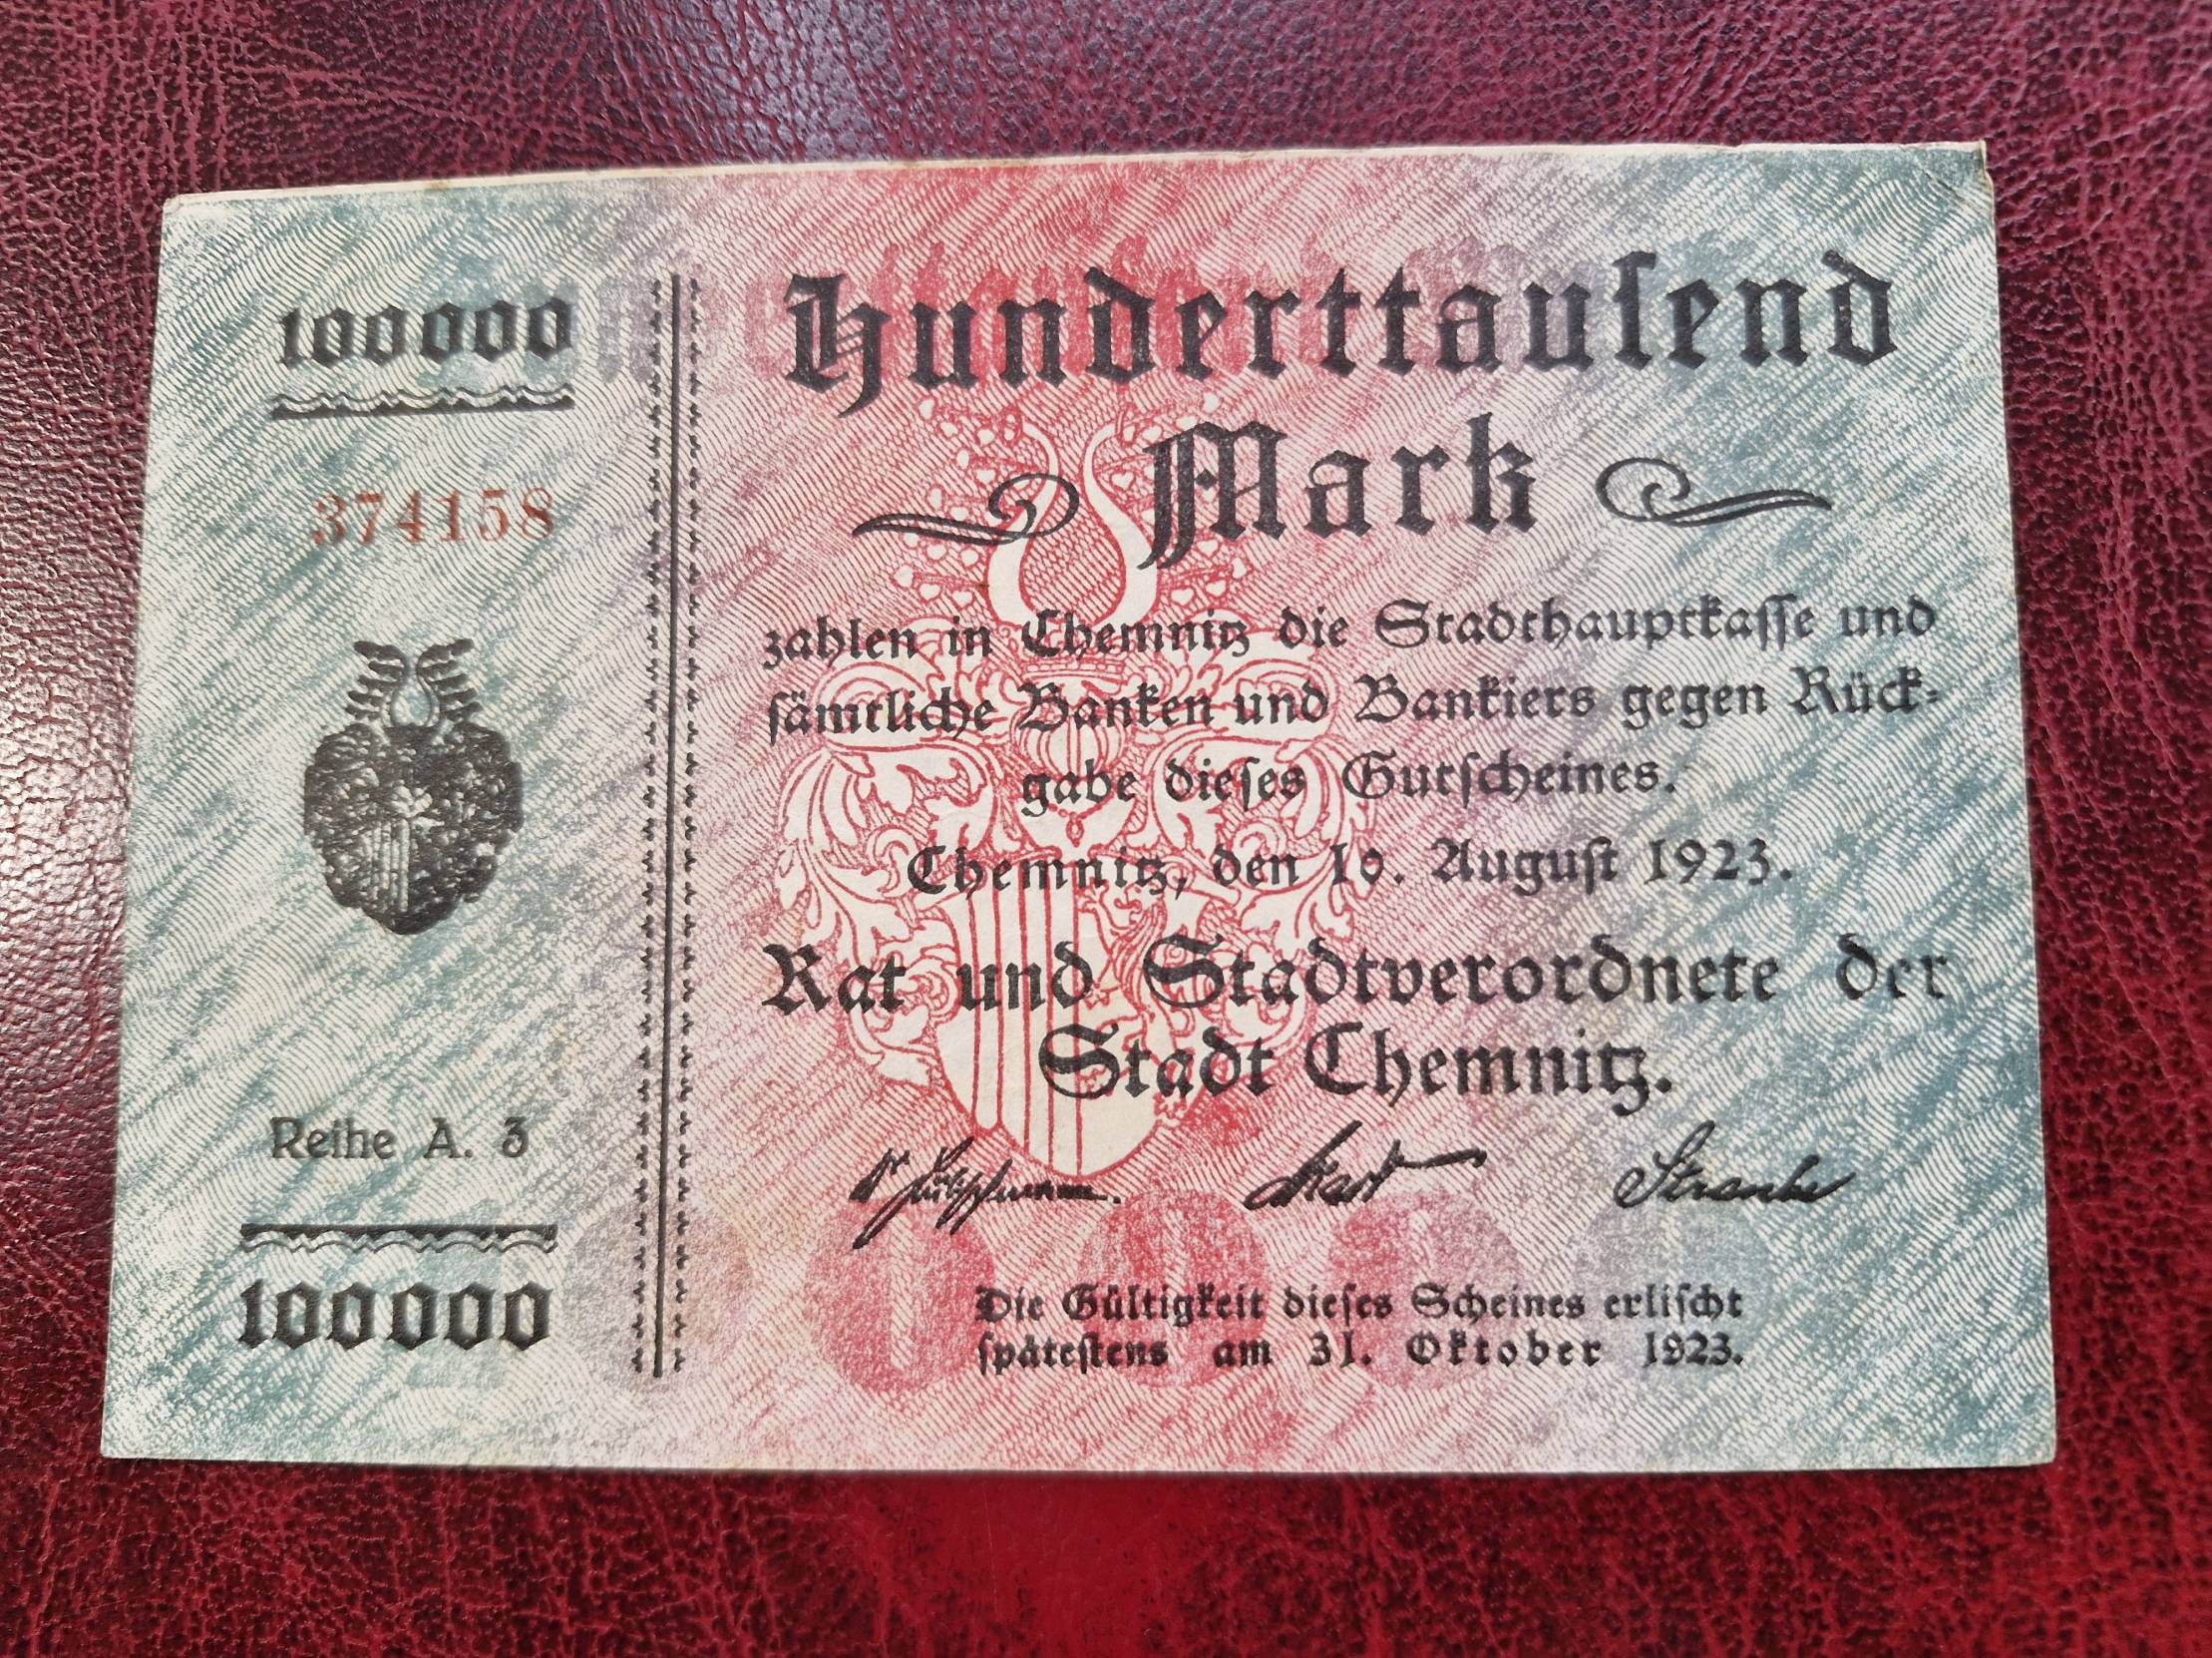 100000
374158
Reihe A. 3
100000
Hunderttausend
Mark
zahlen in Chemnitz die Stadthauptkasse und
sämtliche Banken und Bankiers gegen Rück-
gabe dieses Gutscheines.
Chemnitz, den 10. August 1923.
Rat und Stadtverordnete der
Stadt Chemnitz.
Die Gültigkeit dieses Scheines erlischt
spätestens am 31. Oktober 1923.